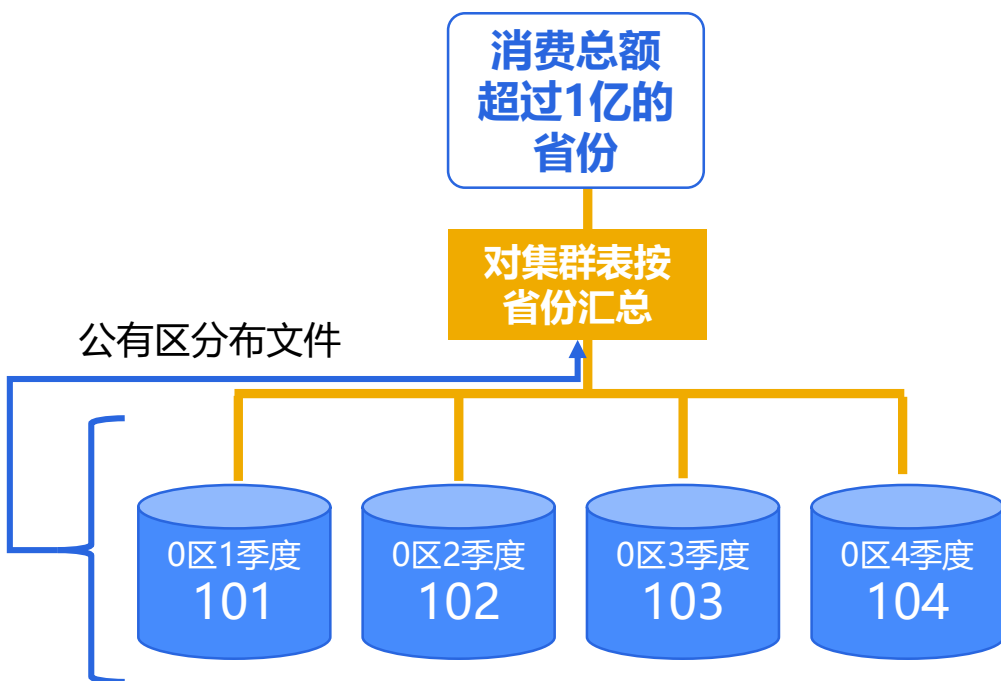 消费总额
超过1亿的
省份
对集群表按
省份汇总
公有区分布文件
0区1季度
101
0区2季度
102
0区3季度
103
0区4季度
104